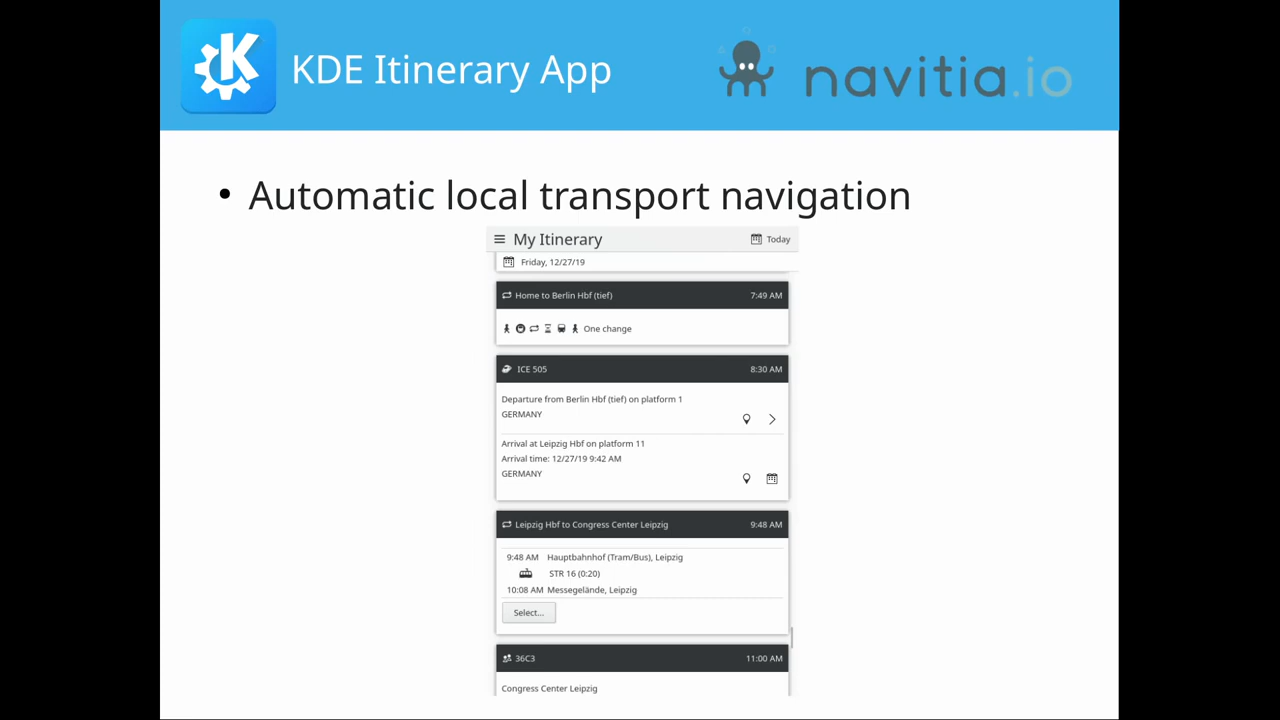 KDE Itinerary App
navitia.io
• Automatic local transport navigation
My Itinerary
Today
Friday, 12/27/19
Home to Berlin Hbf (tief) 7:49 AM
One change
ICE 505 8:30 AM
Departure from Berlin Hbf (tief) on platform 1
GERMANY
Arrival at Leipzig Hbf on platform 11
Arrival time: 12/27/19 9:42 AM
GERMANY
Leipzig Hbf to Congress Center Leipzig 9:48 AM
9:48 AM Hauptbahnhof (Tram/Bus), Leipzig
STR 16 (0:20)
10:08 AM Messegelände, Leipzig
Select...
36C3 11:00 AM
Congress Center Leipzig